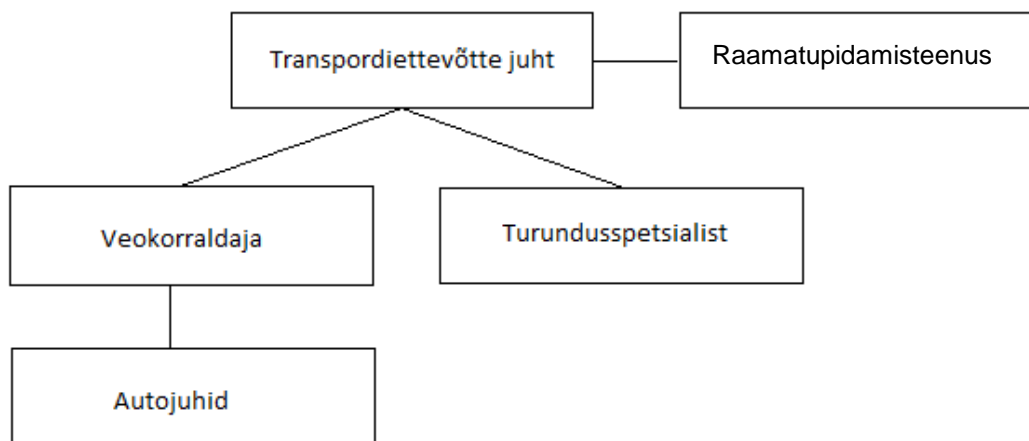 Transpordiettevõtte juht
Raamatupidamisteenus
Veokorraldaja
Turundusspetsialist
Autojuhid